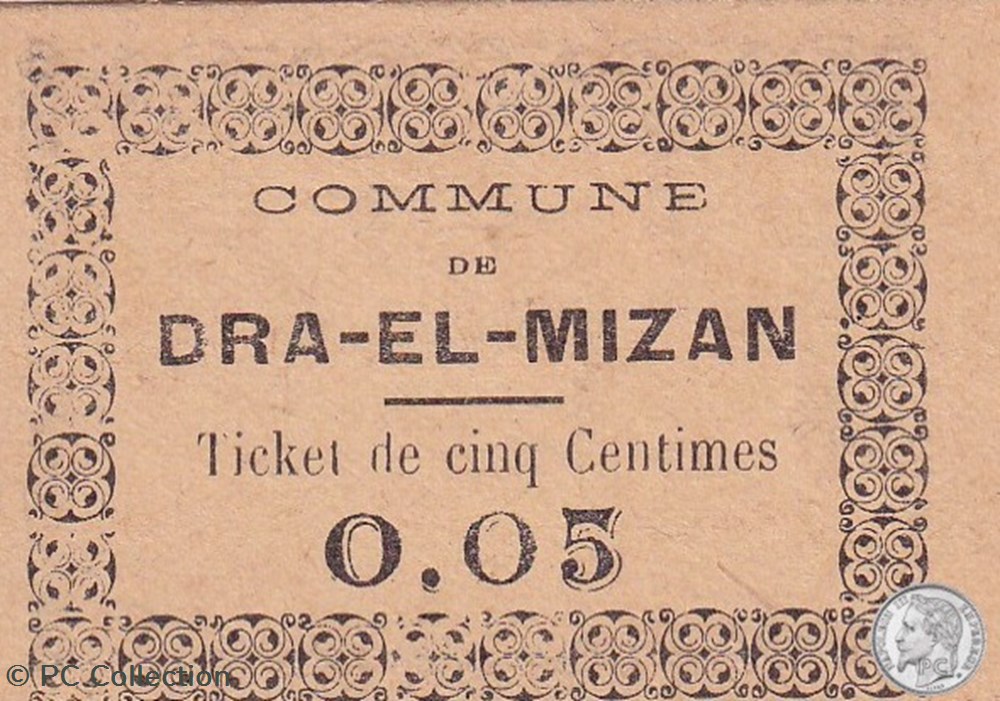 COMMUNE
DE
DRA-EL-MIZAN
Ticket de cinq Centimes
0.05
© PC Collection
PC